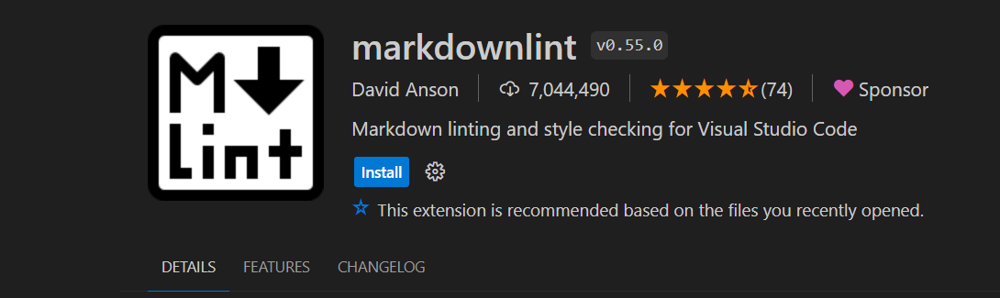 M
Lint
markdownlint v0.55.0
David Anson 7,044,490 (74) Sponsor
Markdown linting and style checking for Visual Studio Code
Install
This extension is recommended based on the files you recently opened.
DETAILS FEATURES CHANGELOG